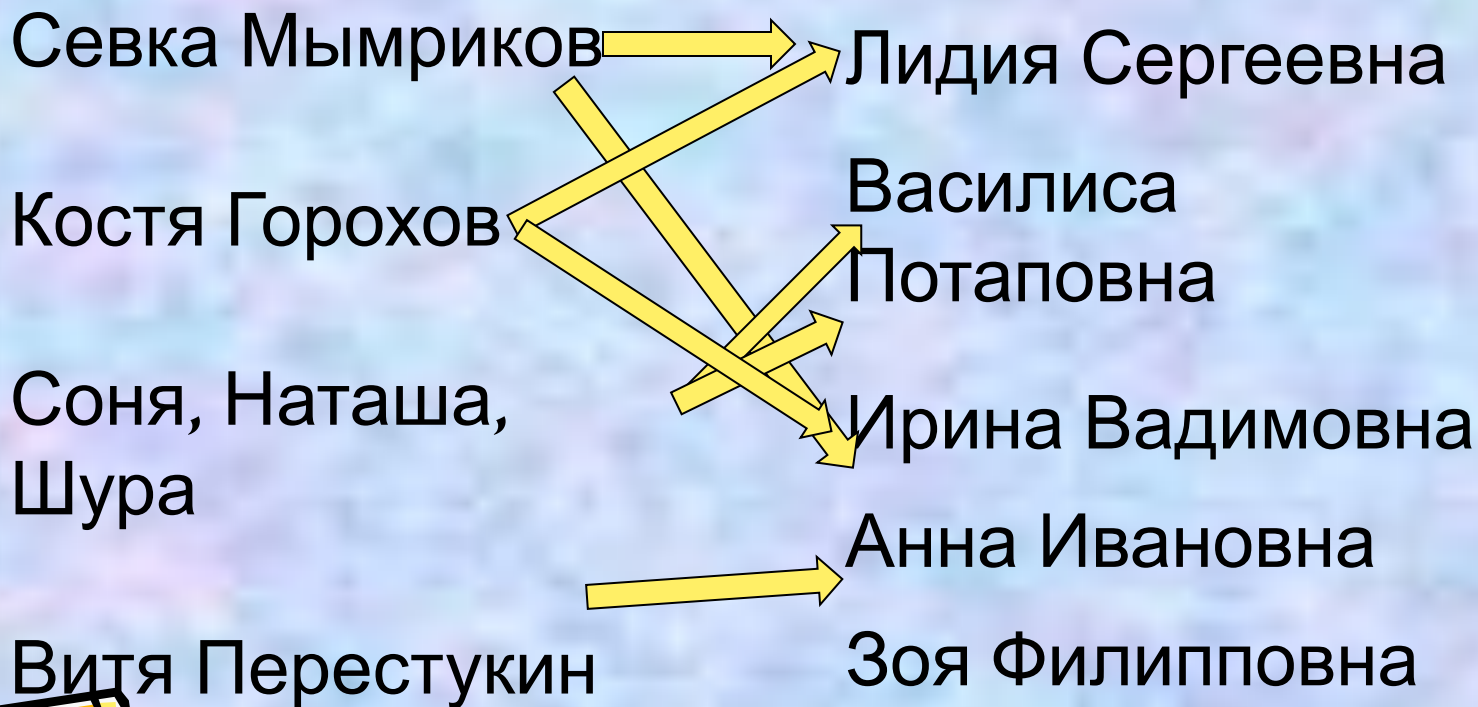 Севка Мымриков
Костя Горохов
Соня, Наташа,
Шура
Витя Перестукин
Лидия Сергеевна
Василиса
Потаповна
Ирина Вадимовна
Анна Ивановна
Зоя Филипповна